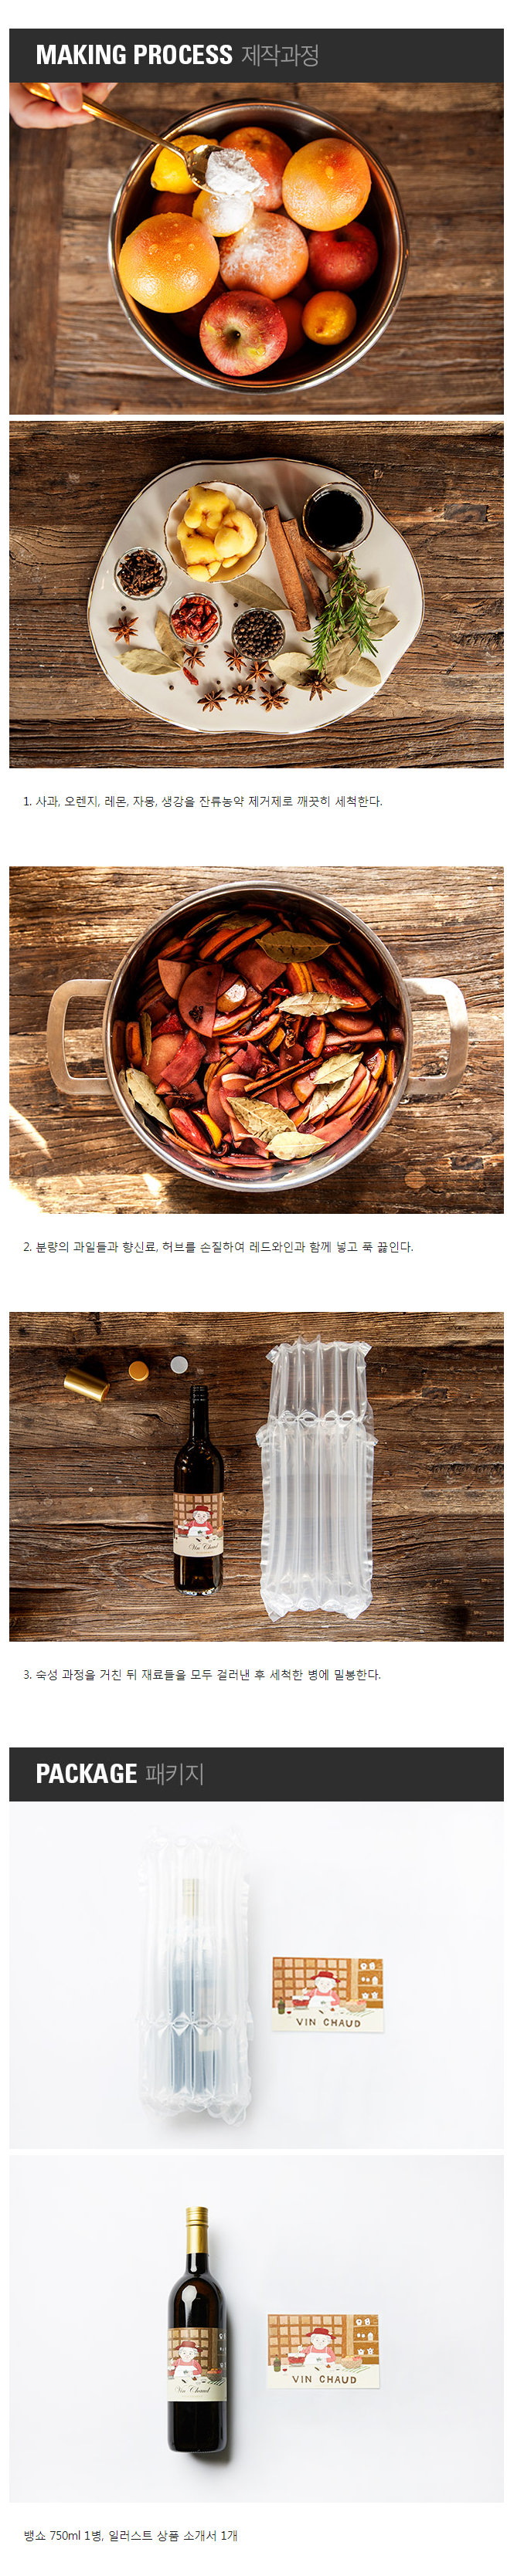 MAKING PROCESS 제작과정
1. 사과, 오렌지, 레몬, 자몽, 생강을 잔류농약 제거제로 깨끗히 세척한다.
2. 분량의 과일들과 향신료, 허브를 손질하여 레드와인과 함께 넣고 푹 끓인다.
Vin Chaud
3. 숙성 과정을 거친 뒤 재료들을 모두 걸러낸 후 세척한 병에 밀봉한다.
PACKAGE 패키지
VIN CHAUD
Vin Chaud
VIN CHAUD
뱅쇼 750ml 1병, 일러스트 상품 소개서 1개